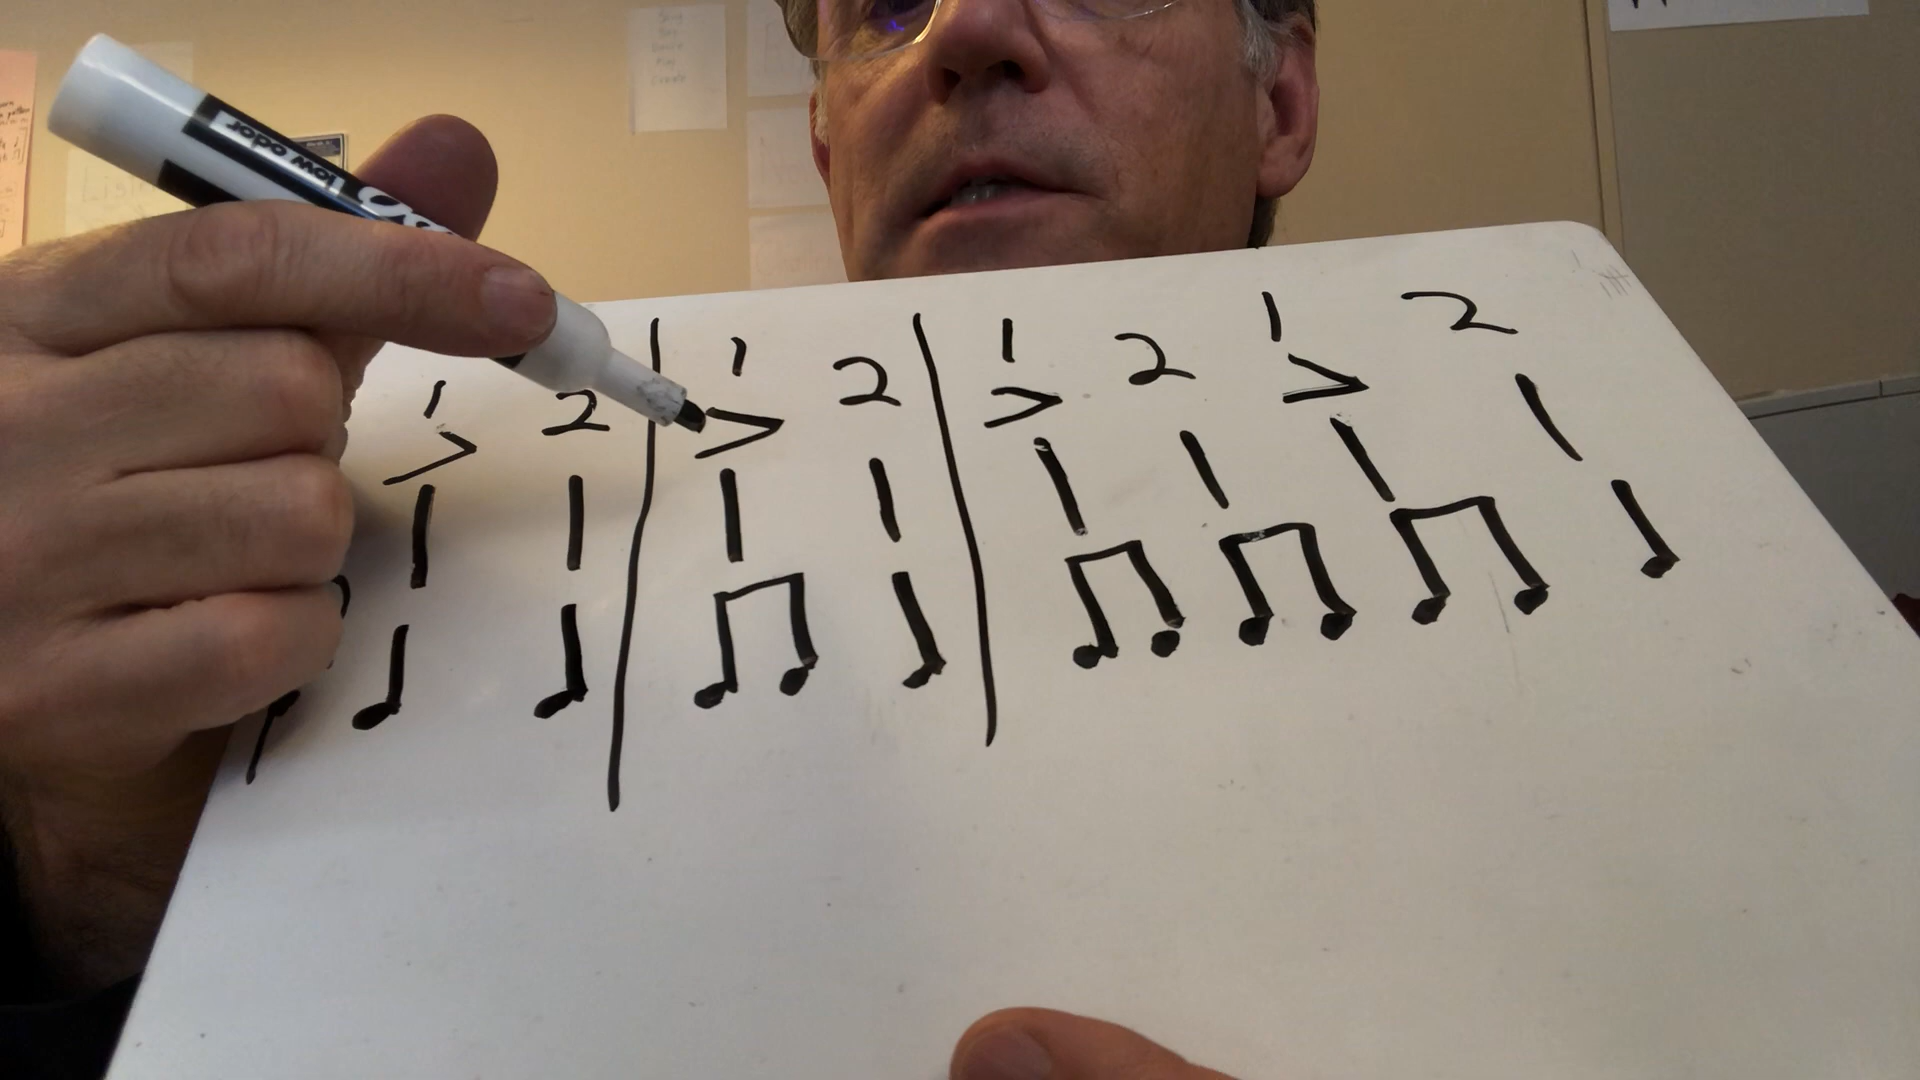 low odor
1 2 | 1 2 | 1 2 1 2
> > > >
| | | | | | | |
♩ ♩ | ♫ ♩ | ♫ ♫ ♫ ♩